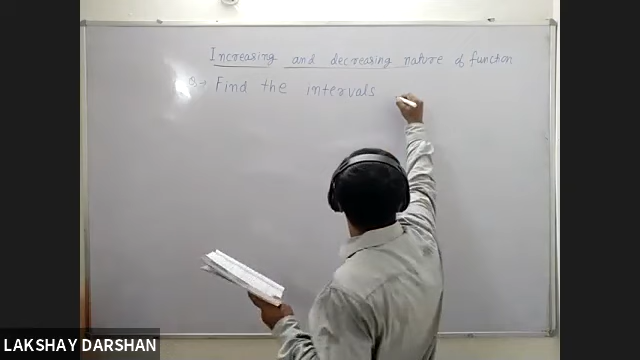 Increasing and decreasing nature of function
Q→ Find the intervals
LAKSHAY DARSHAN